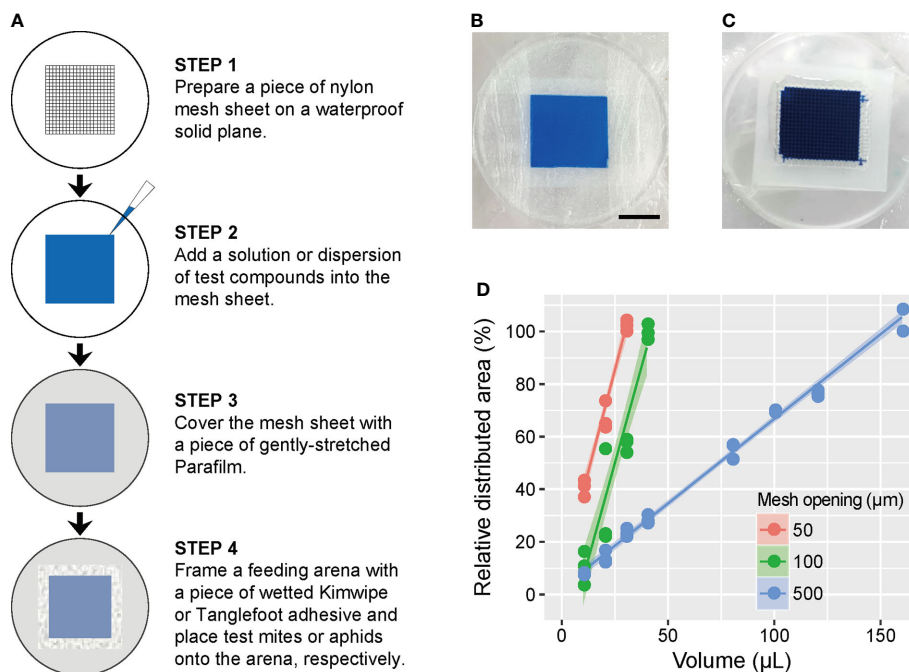 A
STEP 1
Prepare a piece of nylon
mesh sheet on a waterproof
solid plane.
STEP 2
Add a solution or dispersion
of test compounds into the
mesh sheet.
STEP 3
Cover the mesh sheet with
a piece of gently-stretched
Parafilm.
STEP 4
Frame a feeding arena with
a piece of wetted Kimwipe
or Tanglefoot adhesive and
place test mites or aphids
onto the arena, respectively.
B
C
D
Relative distributed area (%)
100
80
60
40
20
0
Mesh opening (µm)
50
100
500
0
50
100
150
Volume (µL)